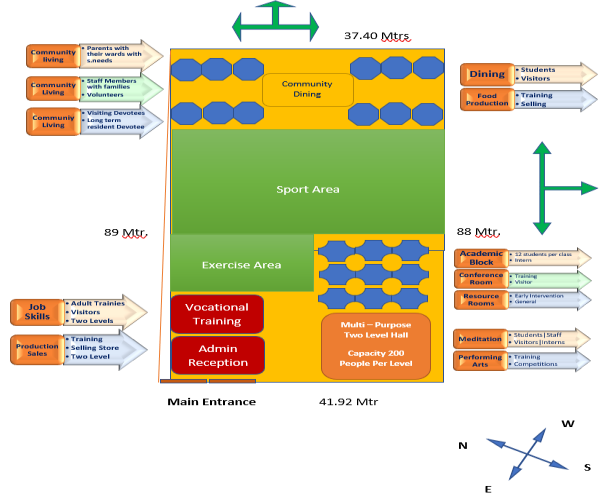 37.40 Mtrs
Community living
• Parents with their wards with s.needs
Community Living
• Staff Members with families
• Volunteers
Community Living
• Visiting Devotees
• Long term resident Devotee
Community Dining
Dining
• Students
• Visitors
Food Production
• Training
• Selling
Sport Area
89 Mtr.
88 Mtr.
Exercise Area
Academic Block
• 12 students per class
• Intern
Conference Room
• Training
• Visitor
Resource Rooms
• Early Intervention
• General
Job Skills
• Adult Trainies
• Visitors
• Two Levels
Production Sales
• Training
• Selling Store
• Two Level
Vocational Training
Admin Reception
Multi – Purpose Two Level Hall
Capacity 200 People Per Level
Meditation
• Students|Staff
• Visitors|Interns
Performing Arts
• Training
• Competitions
Main Entrance
41.92 Mtr
W
N
S
E